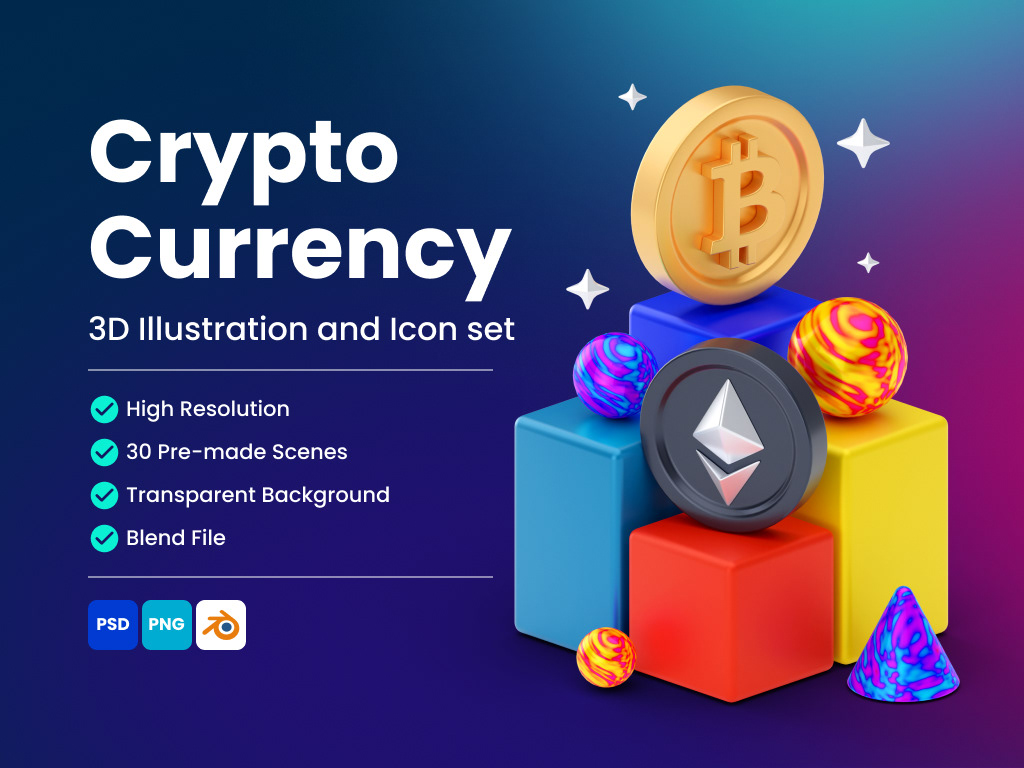 Crypto
Currency
3D Illustration and Icon set
High Resolution
30 Pre-made Scenes
Transparent Background
Blend File
PSD PNG